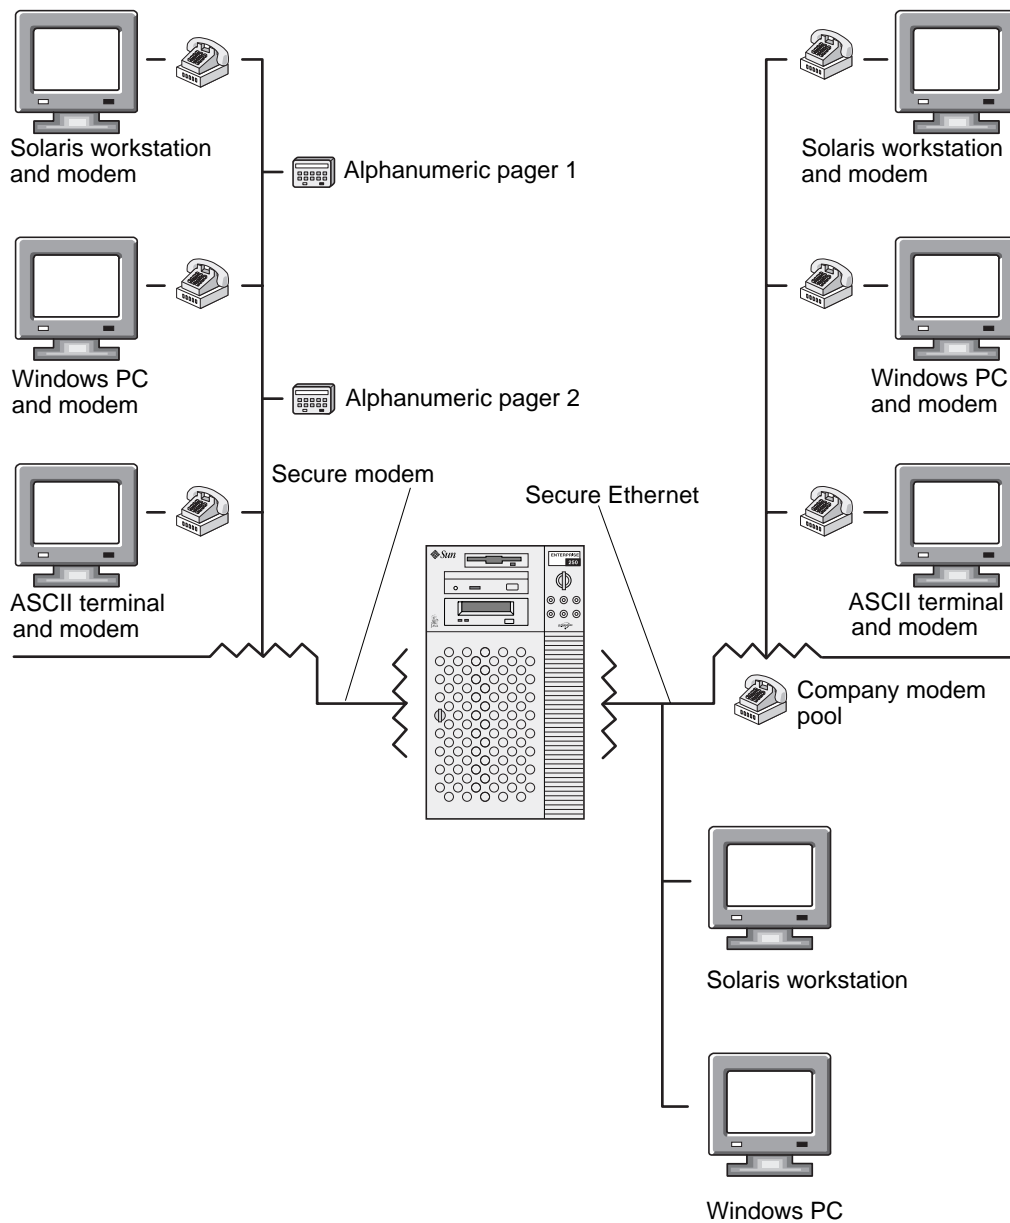 Solaris workstation
and modem
Alphanumeric pager 1
Solaris workstation
and modem
Windows PC
and modem
Alphanumeric pager 2
Windows PC
and modem
Secure modem
Secure Ethernet
Sun
ENTERPRISE
250
ASCII terminal
and modem
ASCII terminal
and modem
Company modem
pool
Solaris workstation
Windows PC